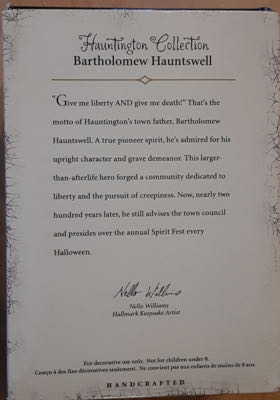 Hauntington Collection
Bartholomew Hauntswell
"Give me liberty AND give me death!" That's the
motto of Hauntington's town father, Bartholomew
Hauntswell. A true pioneer spirit, he's admired for his
upright character and grave demeanor. This larger-
than-afterlife hero forged a community dedicated to
liberty and the pursuit of creepiness. Now, nearly two
hundred years later, he still advises the town council
and presides over the annual Spirit Fest every
Halloween.
Nello Williams
Nello Williams
Hallmark Keepsake Artist
For decorative use only. Not for children under 8.
Conçu à des fins décoratives seulement. Ne convient pas aux enfants de moins de 8 ans.
HANDCRAFTED